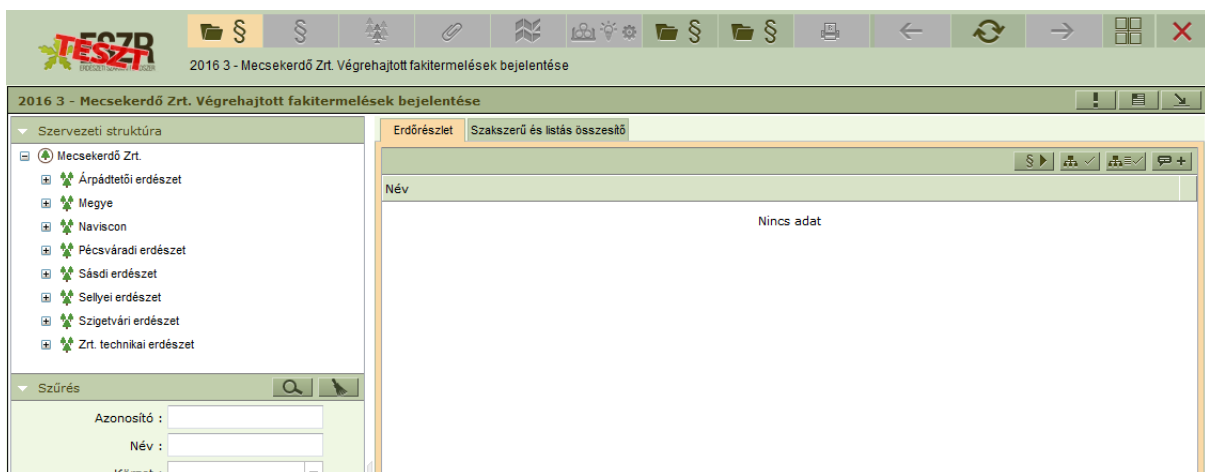 TESZT
2016 3 - Mecsekerdő Zrt. Végrehajtott fakitermelések bejelentése
2016 3 - Mecsekerdő Zrt. Végrehajtott fakitermelések bejelentése
Szervezeti struktúra
Mecsekerdő Zrt.
Árpádtetői erdészet
Megye
Naviscon
Pécsváradi erdészet
Sásdi erdészet
Sellyei erdészet
Szigetvári erdészet
Zrt. technikai erdészet
Szűrés
Azonosító :
Név :
Erdőrészlet Szakszerű és listás összesítő
Név
Nincs adat